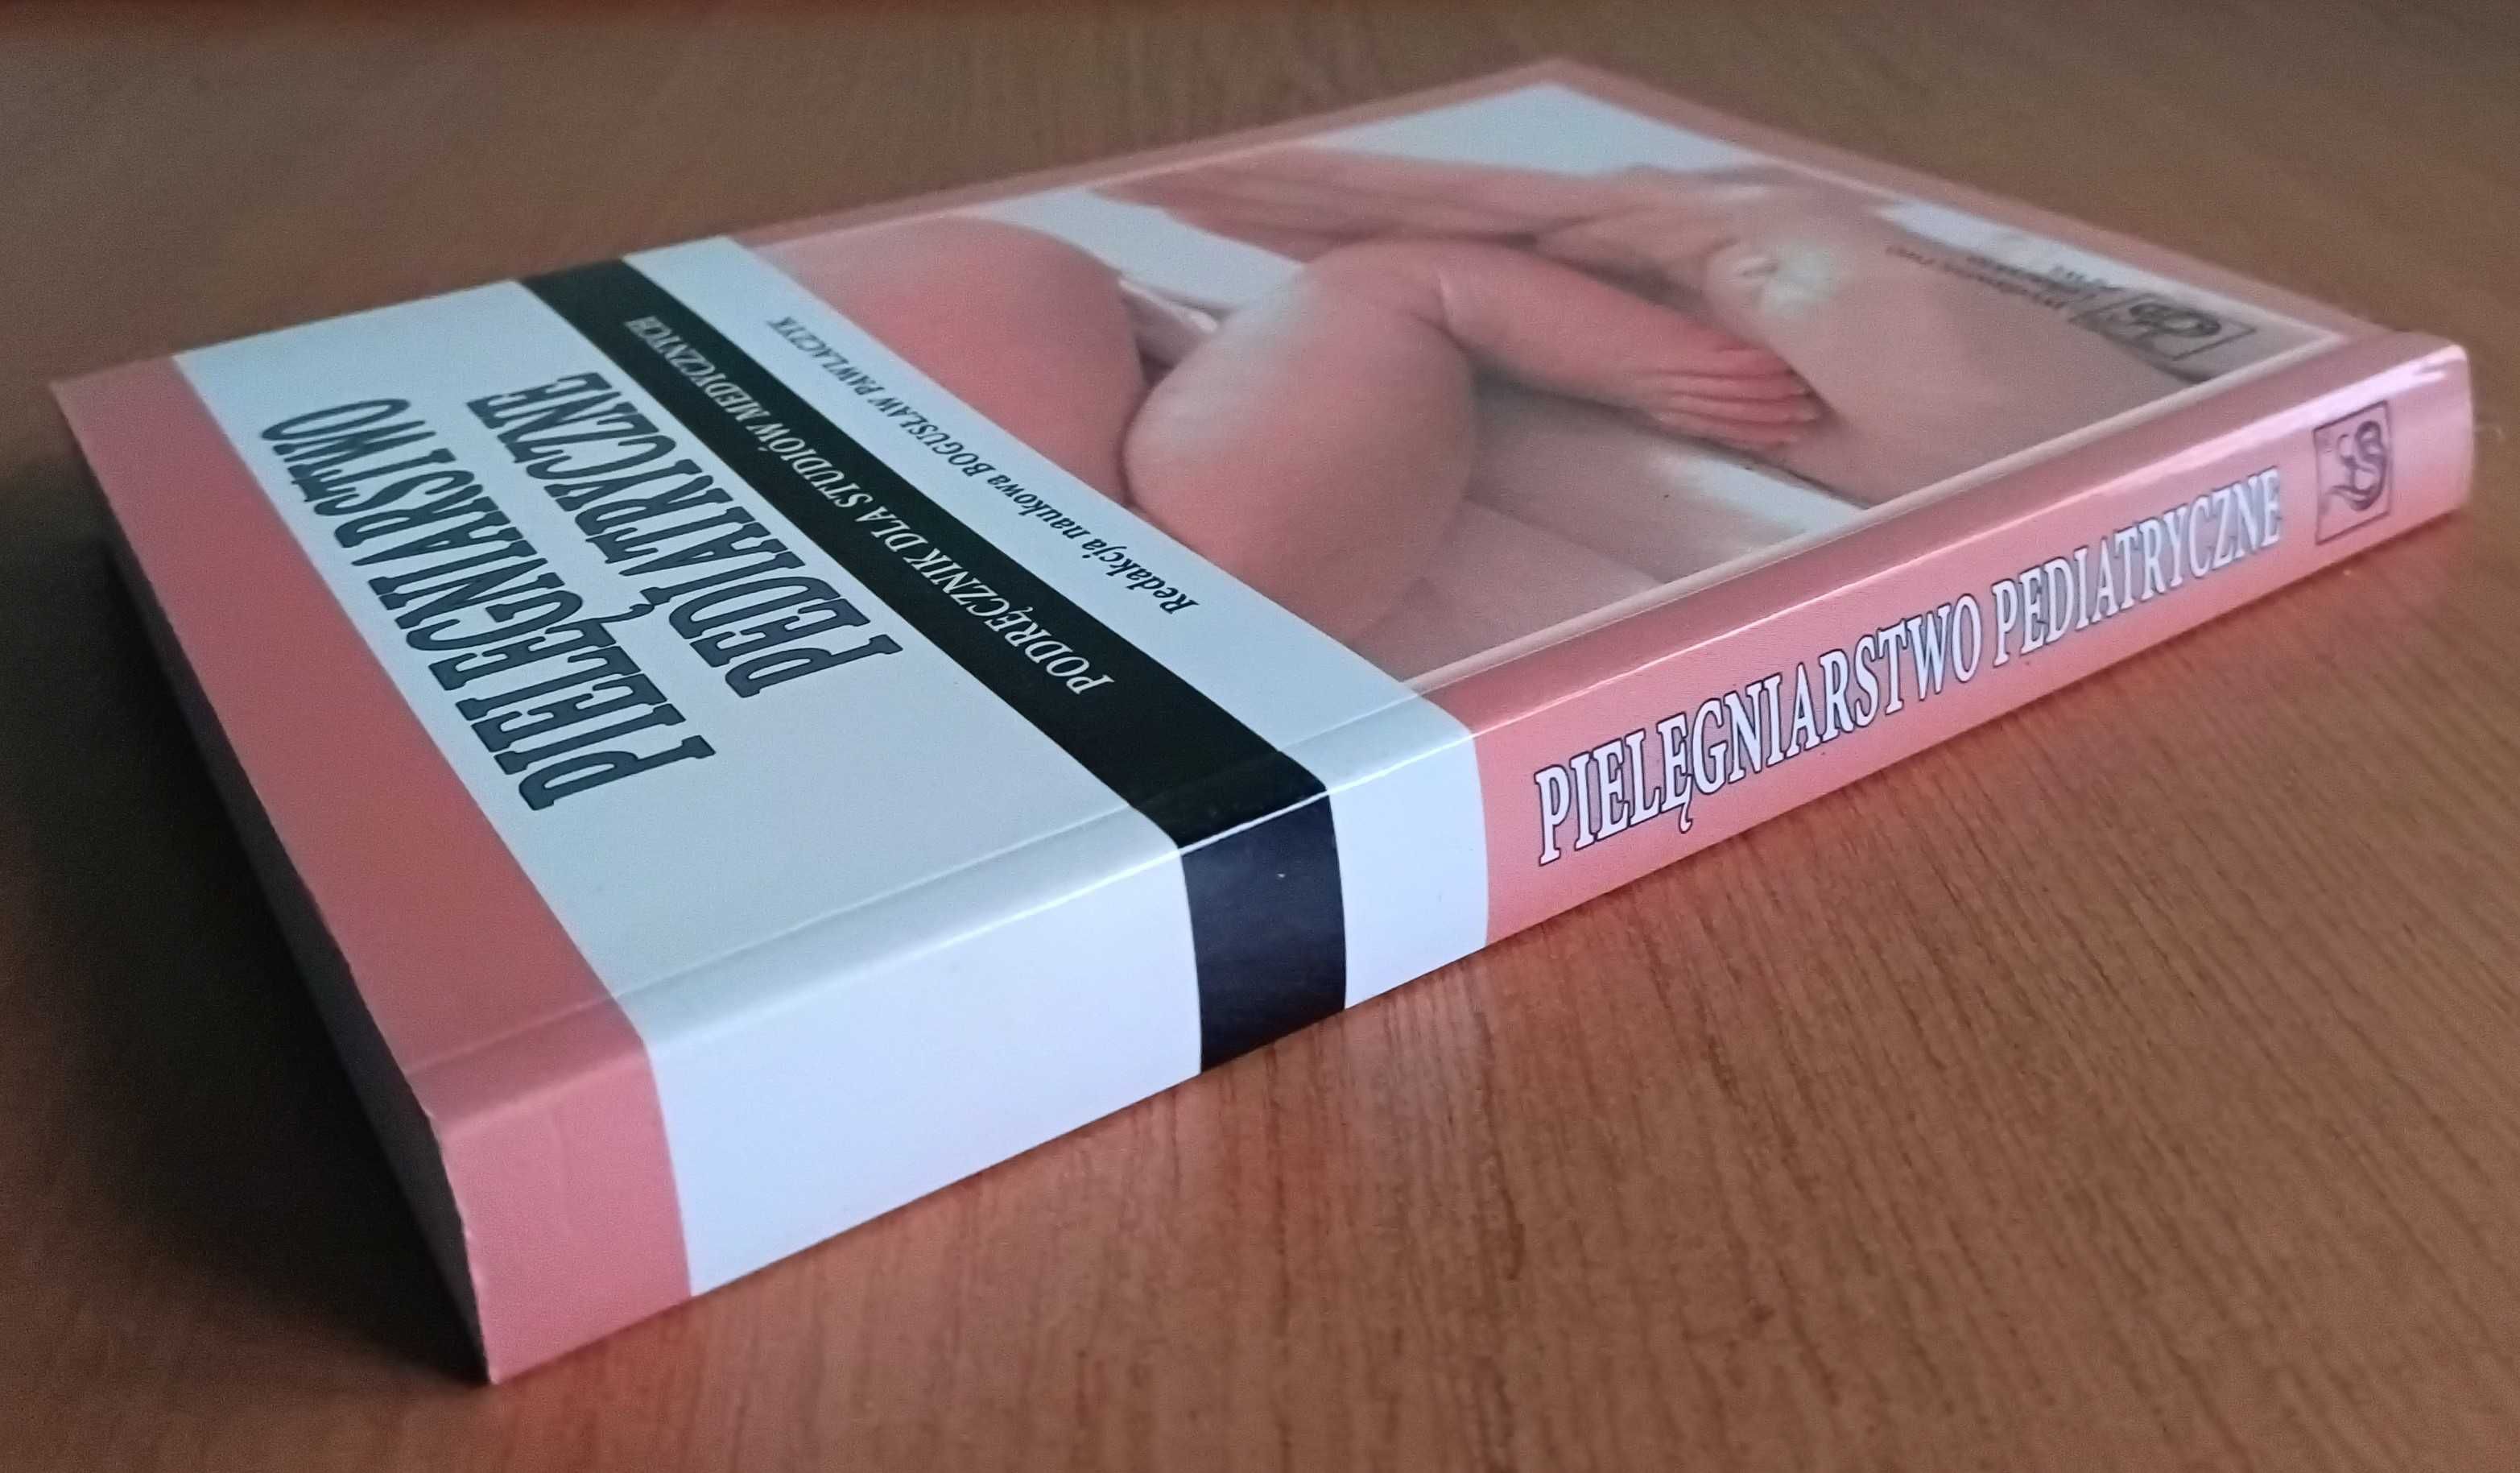 PIELĘGNIARSTWO
PEDIATRYCZNE
PODRĘCZNIK DLA STUDIÓW MEDYCZNYCH
Redakcja naukowa BOGUSŁAW PAWLACZYK
PIELĘGNIARSTWO PEDIATRYCZNE